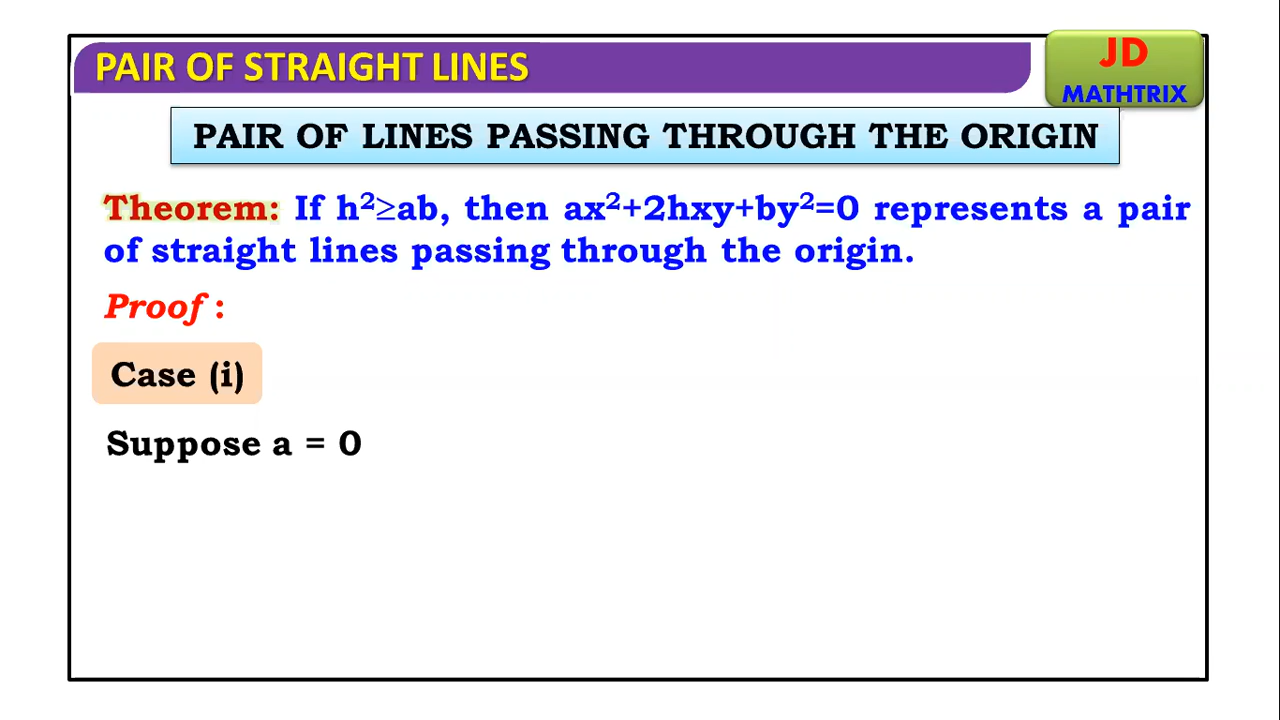 PAIR OF STRAIGHT LINES
JD
MATHTRIX
PAIR OF LINES PASSING THROUGH THE ORIGIN
Theorem: If h²≥ab, then ax²+2hxy+by²=0 represents a pair
of straight lines passing through the origin.
Proof :
Case (i)
Suppose a = 0